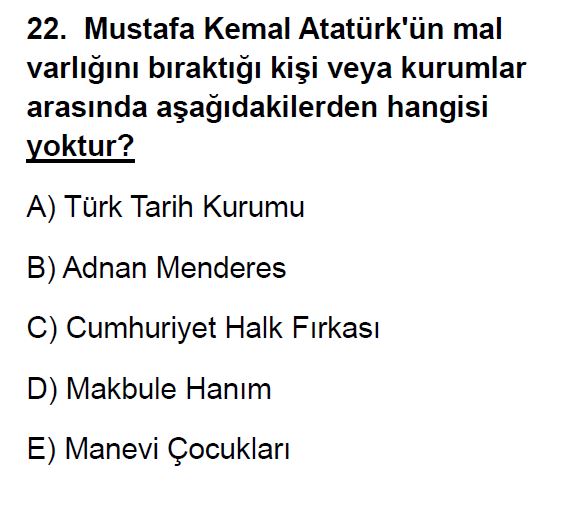 22.  Mustafa Kemal Atatürk'ün mal
varlığını bıraktığı kişi veya kurumlar
arasında aşağıdakilerden hangisi
yoktur?
A) Türk Tarih Kurumu
B) Adnan Menderes
C) Cumhuriyet Halk Fırkası
D) Makbule Hanım
E) Manevi Çocukları